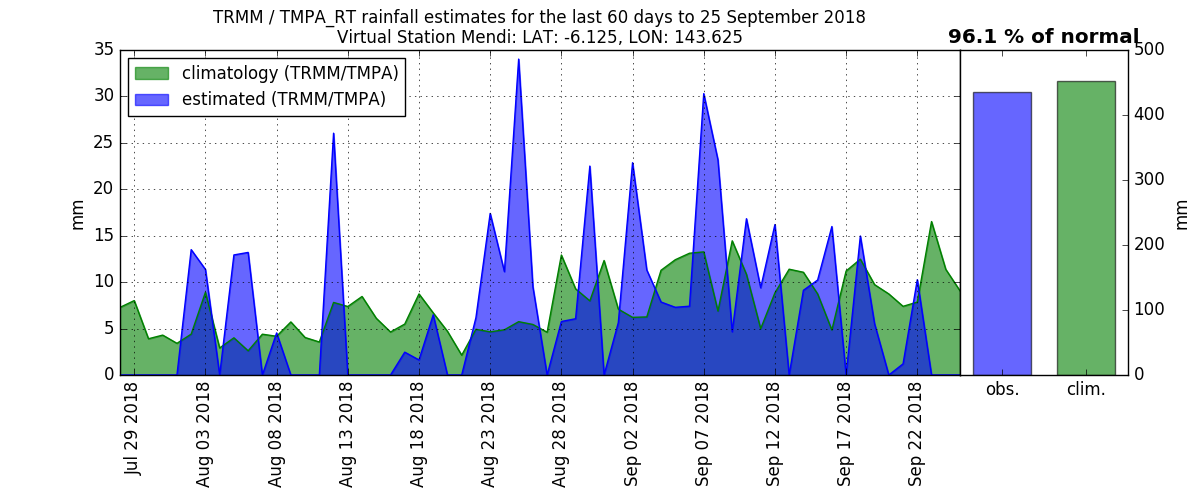 TRMM / TMPA_RT rainfall estimates for the last 60 days to 25 September 2018
Virtual Station Mendi: LAT: -6.125, LON: 143.625
96.1 % of normal
climatology (TRMM/TMPA)
estimated (TRMM/TMPA)
35
30
25
20
15
10
5
0
mm
Jul 29 2018
Aug 03 2018
Aug 08 2018
Aug 13 2018
Aug 18 2018
Aug 23 2018
Aug 28 2018
Sep 02 2018
Sep 07 2018
Sep 12 2018
Sep 17 2018
Sep 22 2018
obs.
clim.
500
400
300
200
100
0
mm